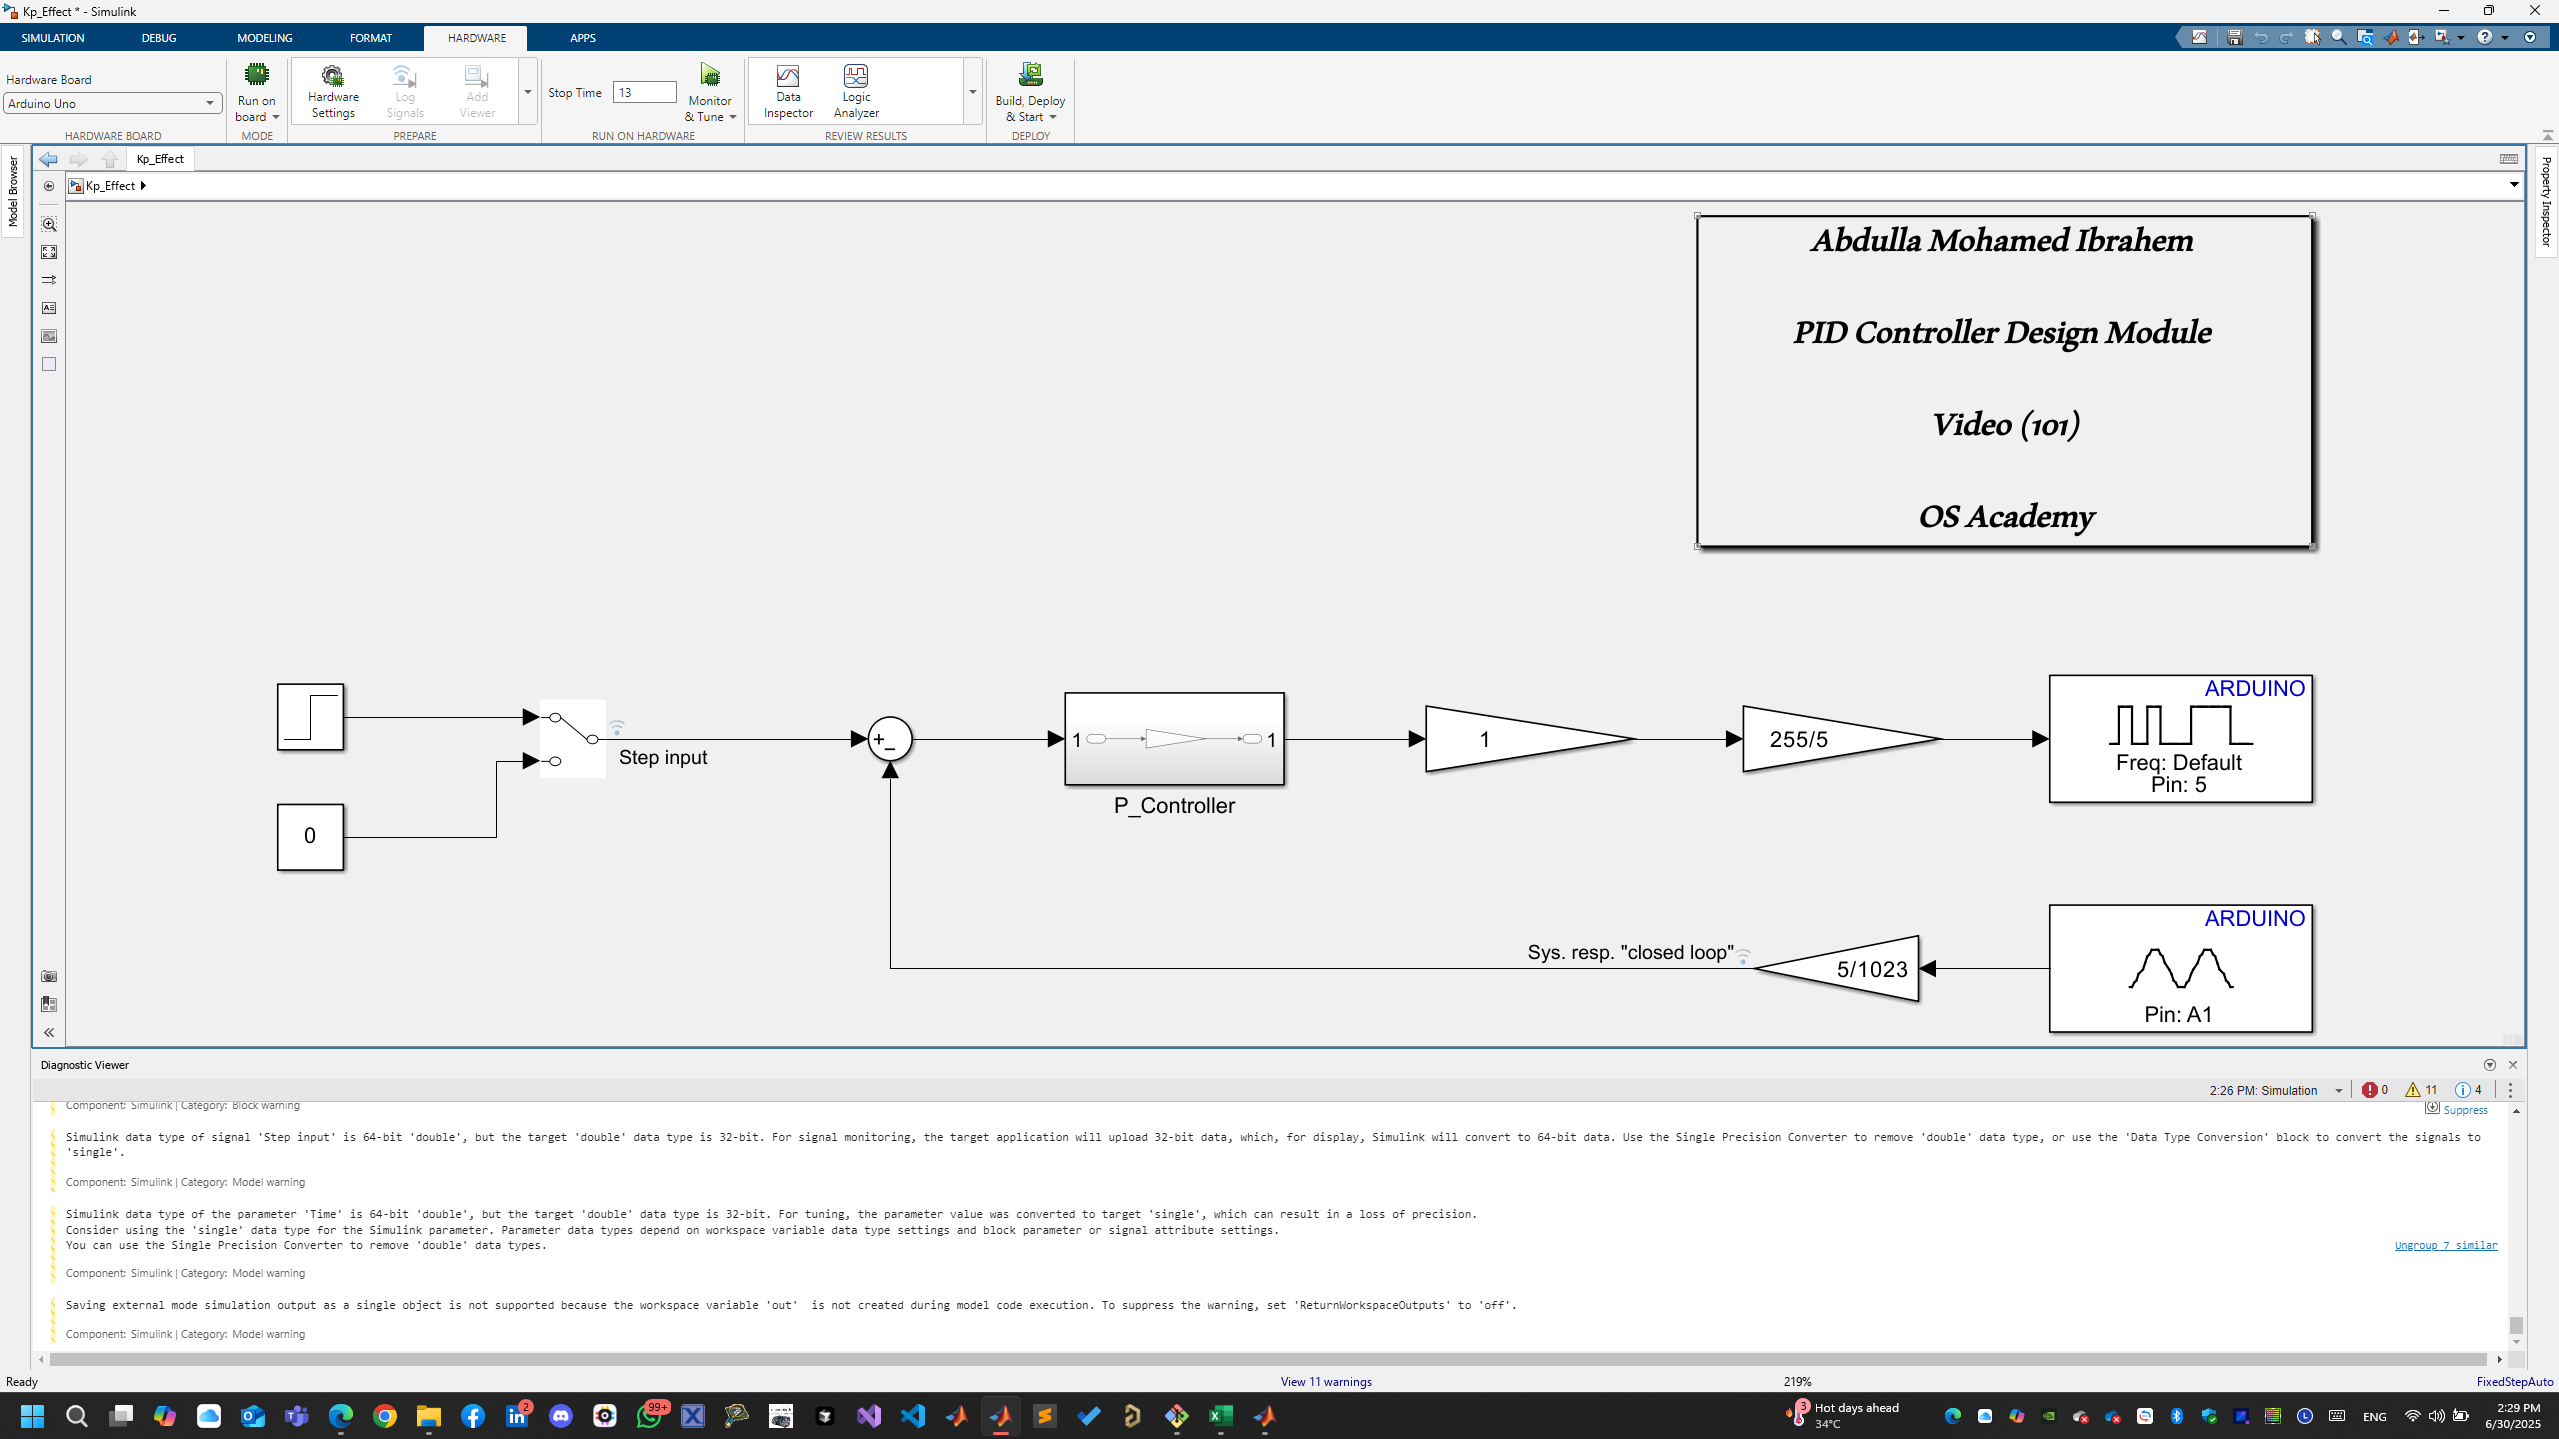 Kp_Effect * - Simulink
SIMULATION DEBUG MODELING FORMAT HARDWARE APPS
Hardware Board
Arduino Uno
HARDWARE BOARD
Run on board
MODE
Hardware Settings
Log Signals
Add Viewer
PREPARE
Stop Time 13
Monitor & Tune
RUN ON HARDWARE
Data Inspector
Logic Analyzer
REVIEW RESULTS
Build, Deploy & Start
DEPLOY
Model Browser
Property Inspector
Kp_Effect
Kp_Effect
Abdulla Mohamed Ibrahem
PID Controller Design Module
Video (101)
OS Academy
Step input
0
+
−
1 1
P_Controller
1
255/5
ARDUINO
Freq: Default
Pin: 5
Sys. resp. "closed loop"
5/1023
ARDUINO
Pin: A1
Diagnostic Viewer
2:26 PM: Simulation 0 11 4
Component: Simulink | Category: Block warning
Suppress
Simulink data type of signal 'Step input' is 64-bit 'double', but the target 'double' data type is 32-bit. For signal monitoring, the target application will upload 32-bit data, which, for display, Simulink will convert to 64-bit data. Use the Single Precision Converter to remove 'double' data type, or use the 'Data Type Conversion' block to convert the signals to
'single'.
Component: Simulink | Category: Model warning
Simulink data type of the parameter 'Time' is 64-bit 'double', but the target 'double' data type is 32-bit. For tuning, the parameter value was converted to target 'single', which can result in a loss of precision.
Consider using the 'single' data type for the Simulink parameter. Parameter data types depend on workspace variable data type settings and block parameter or signal attribute settings.
You can use the Single Precision Converter to remove 'double' data types.
Ungroup 7 similar
Component: Simulink | Category: Model warning
Saving external mode simulation output as a single object is not supported because the workspace variable 'out'  is not created during model code execution. To suppress the warning, set 'ReturnWorkspaceOutputs' to 'off'.
Component: Simulink | Category: Model warning
Ready View 11 warnings 219% FixedStepAuto
2
99+
3
Hot days ahead
34°C
ENG
2:29 PM
6/30/2025